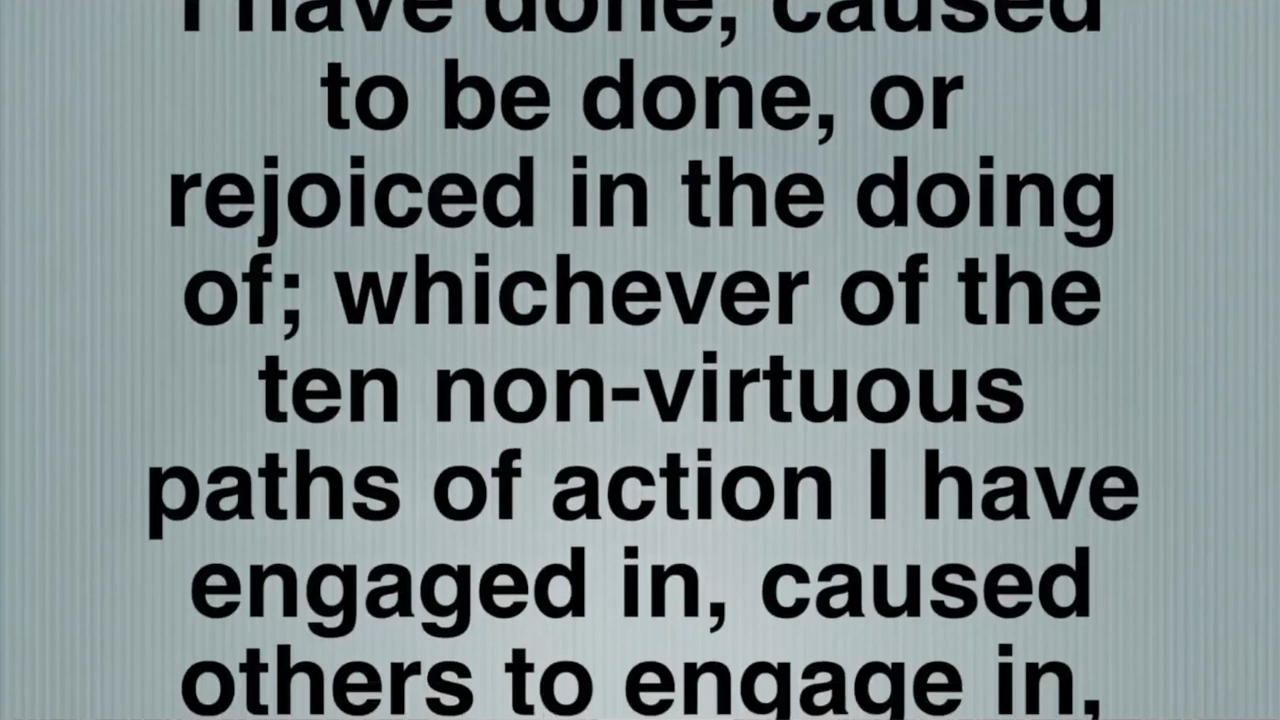 I have done, caused
to be done, or
rejoiced in the doing
of; whichever of the
ten non-virtuous
paths of action I have
engaged in, caused
others to engage in,